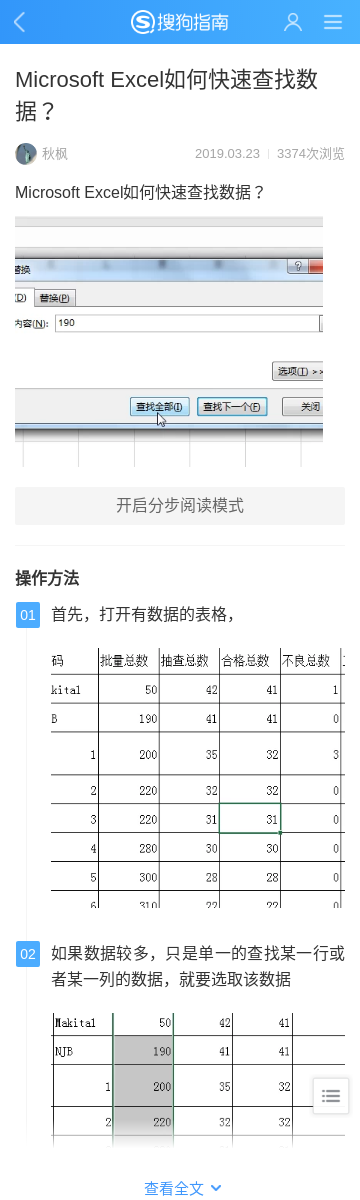 搜狗指南
Microsoft Excel如何快速查找数
据？
秋枫
2019.03.23
3374次浏览
Microsoft Excel如何快速查找数据？
替换
(D) 替换(P)
内容(N): 190
选项(T) >>
查找全部(I) 查找下一个(F) 关闭
开启分步阅读模式
操作方法
01 首先，打开有数据的表格，
码 批量总数 抽查总数 合格总数 不良总数
kital 50 42 41 1
B 190 41 41 0
1 200 35 32 3
2 220 32 32 0
3 220 31 31 0
4 280 30 30 0
5 300 28 28 0
6 310 22 22 0
02 如果数据较多，只是单一的查找某一行或
者某一列的数据，就要选取该数据
Makital 50 42 41
NJB 190 41 41
1 200 35 32
2 220 32 32
查看全文